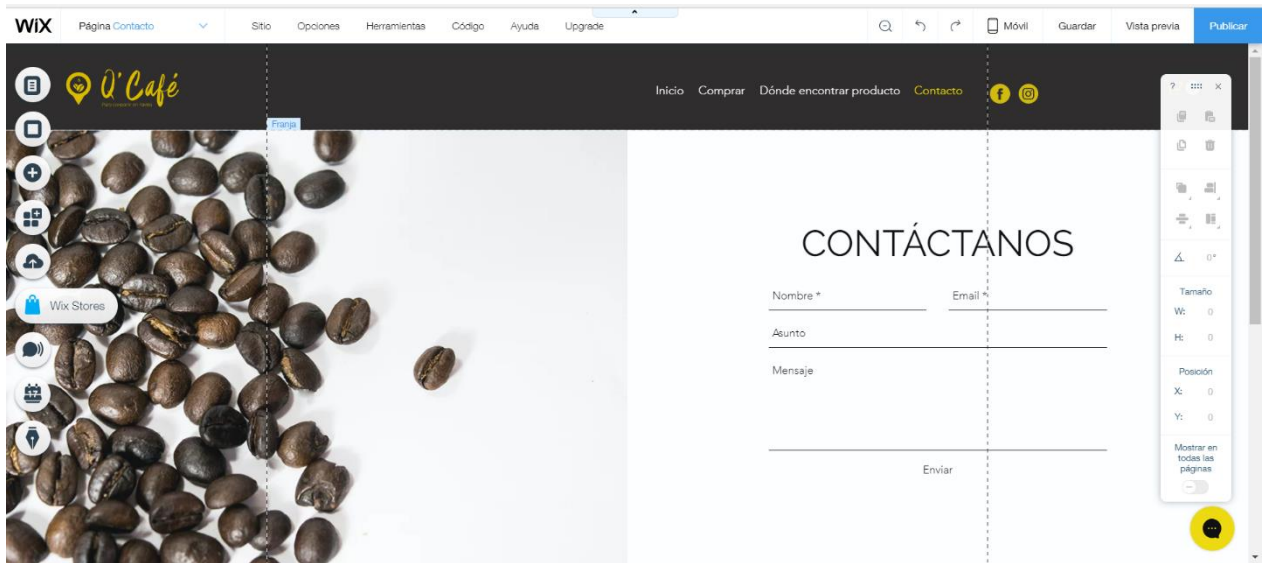 WiX Página Contacto Sitio Opciones Herramientas Código Ayuda Upgrade Móvil Guardar Vista previa Publicar
Q' Café
Inicio Comprar Dónde encontrar producto Contacto
Franja
CONTÁCTANOS
Nombre * Email *
Asunto
Mensaje
Enviar
Wix Stores
?
0°
Tamaño
W: 0
H: 0
Posición
X: 0
Y: 0
Mostrar en
todas las
páginas